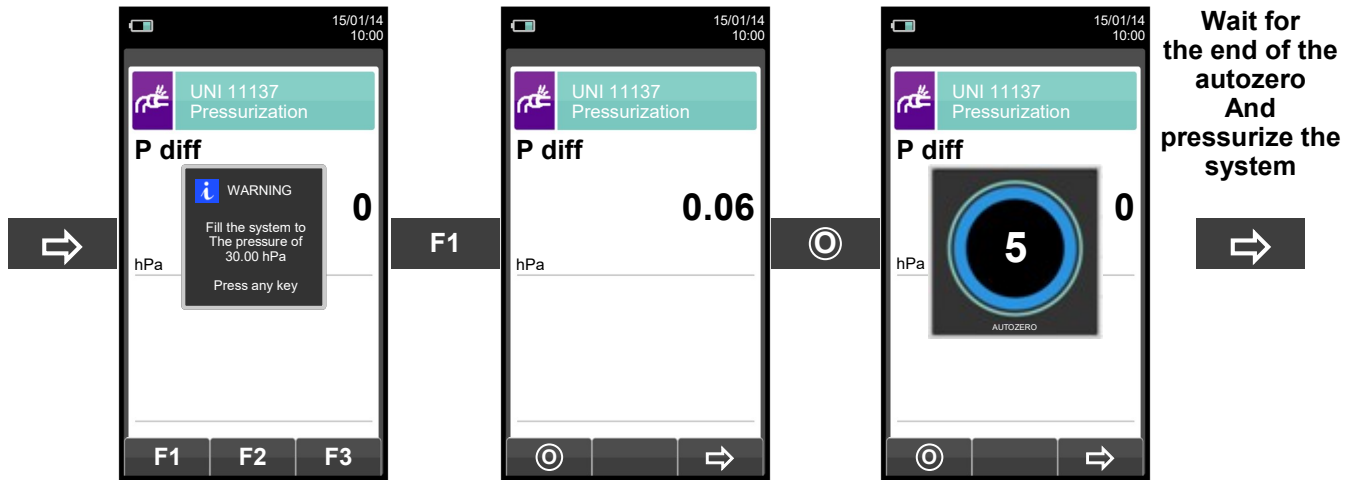 15/01/14
10:00
UNI 11137
Pressurization
P diff
i WARNING
0
Fill the system to
The pressure of
30.00 hPa
hPa
Press any key
F1 F2 F3
F1
15/01/14
10:00
UNI 11137
Pressurization
P diff
0.06
hPa
O
O
15/01/14
10:00
UNI 11137
Pressurization
P diff
0
5
hPa
AUTOZERO
O
Wait for
the end of the
autozero
And
pressurize the
system